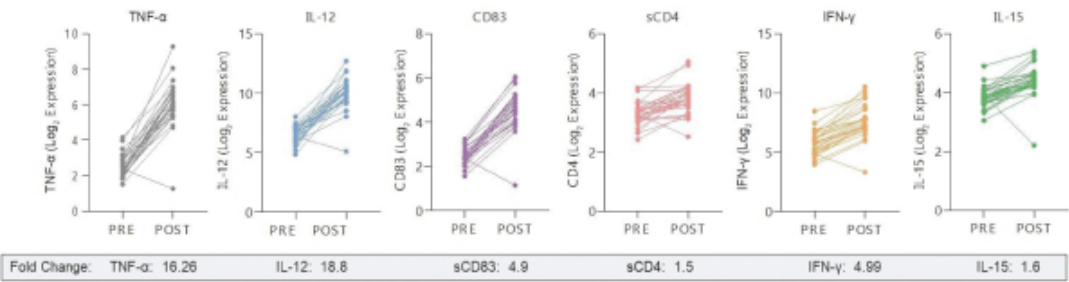 TNF-α IL-12 CD83 sCD4 IFN-γ IL-15
TNF-α (Log₂ Expression)
10
8
6
4
2
0
PRE POST
IL-12 (Log₂ Expression)
15
10
5
0
PRE POST
CD83 (Log₂ Expression)
8
6
4
2
0
PRE POST
CD4 (Log₂ Expression)
6
4
2
0
PRE POST
IFN-γ (Log₂ Expression)
15
10
5
0
PRE POST
IL-15 (Log₂ Expression)
6
4
2
0
PRE POST
Fold Change: TNF-α: 16.26 IL-12: 18.8 sCD83: 4.9 sCD4: 1.5 IFN-γ: 4.99 IL-15: 1.6